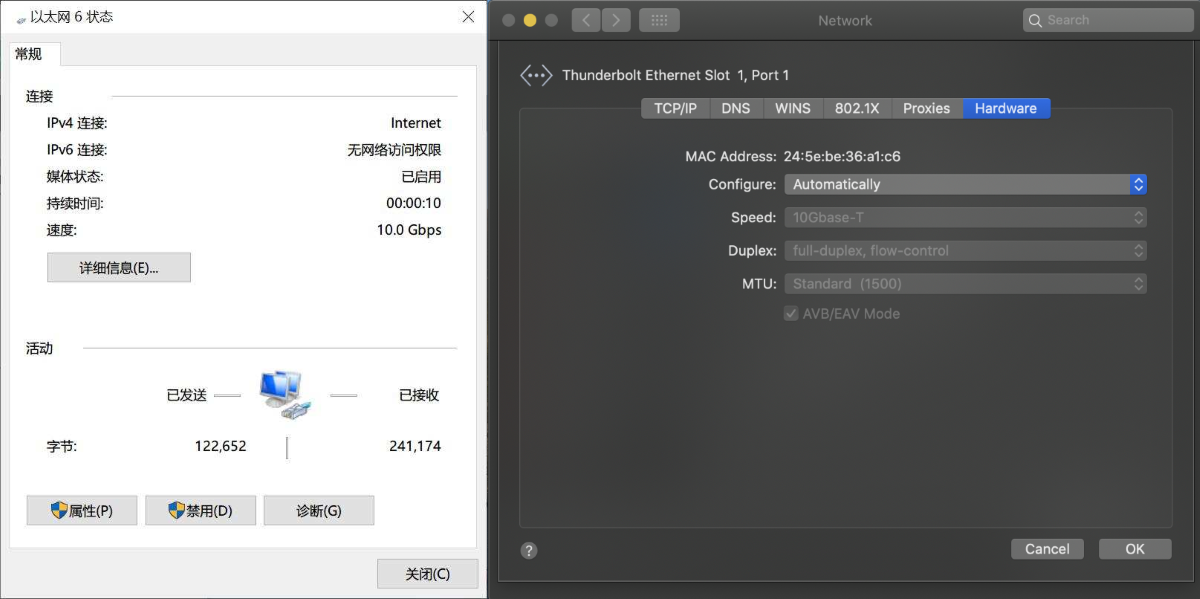 以太网 6 状态
常规
连接
IPv4 连接: Internet
IPv6 连接: 无网络访问权限
媒体状态: 已启用
持续时间: 00:00:10
速度: 10.0 Gbps
详细信息(E)...
活动
已发送 已接收
字节: 122,652 241,174
属性(P) 禁用(D) 诊断(G)
关闭(C)
Network
Search
Thunderbolt Ethernet Slot 1, Port 1
TCP/IP DNS WINS 802.1X Proxies Hardware
MAC Address: 24:5e:be:36:a1:c6
Configure: Automatically
Speed: 10Gbase-T
Duplex: full-duplex, flow-control
MTU: Standard (1500)
AVB/EAV Mode
?
Cancel OK